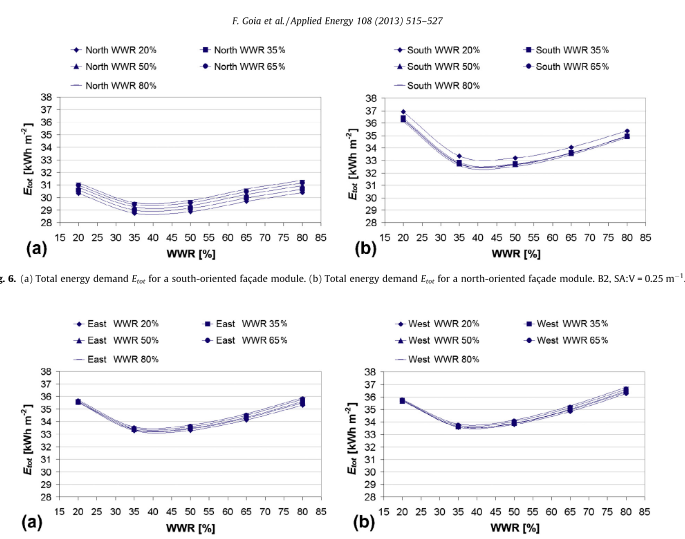 F. Goia et al. / Applied Energy 108 (2013) 515–527
North WWR 20% North WWR 35%
North WWR 50% North WWR 65%
North WWR 80%
38
37
36
35
34
33
32
31
30
29
28
Etot [kWh m-2]
15 20 25 30 35 40 45 50 55 60 65 70 75 80 85
WWR [%]
(a)
South WWR 20% South WWR 35%
South WWR 50% South WWR 65%
South WWR 80%
38
37
36
35
34
33
32
31
30
29
28
Etot [kWh m-2]
15 20 25 30 35 40 45 50 55 60 65 70 75 80 85
WWR [%]
(b)
g. 6. (a) Total energy demand Etot for a south-oriented façade module. (b) Total energy demand Etot for a north-oriented façade module. B2, SA:V = 0.25 m−1.
East WWR 20% East WWR 35%
East WWR 50% East WWR 65%
East WWR 80%
38
37
36
35
34
33
32
31
30
29
28
Etot [kWh m-2]
15 20 25 30 35 40 45 50 55 60 65 70 75 80 85
WWR [%]
(a)
West WWR 20% West WWR 35%
West WWR 50% West WWR 65%
West WWR 80%
38
37
36
35
34
33
32
31
30
29
28
Etot [kWh m-2]
15 20 25 30 35 40 45 50 55 60 65 70 75 80 85
WWR [%]
(b)